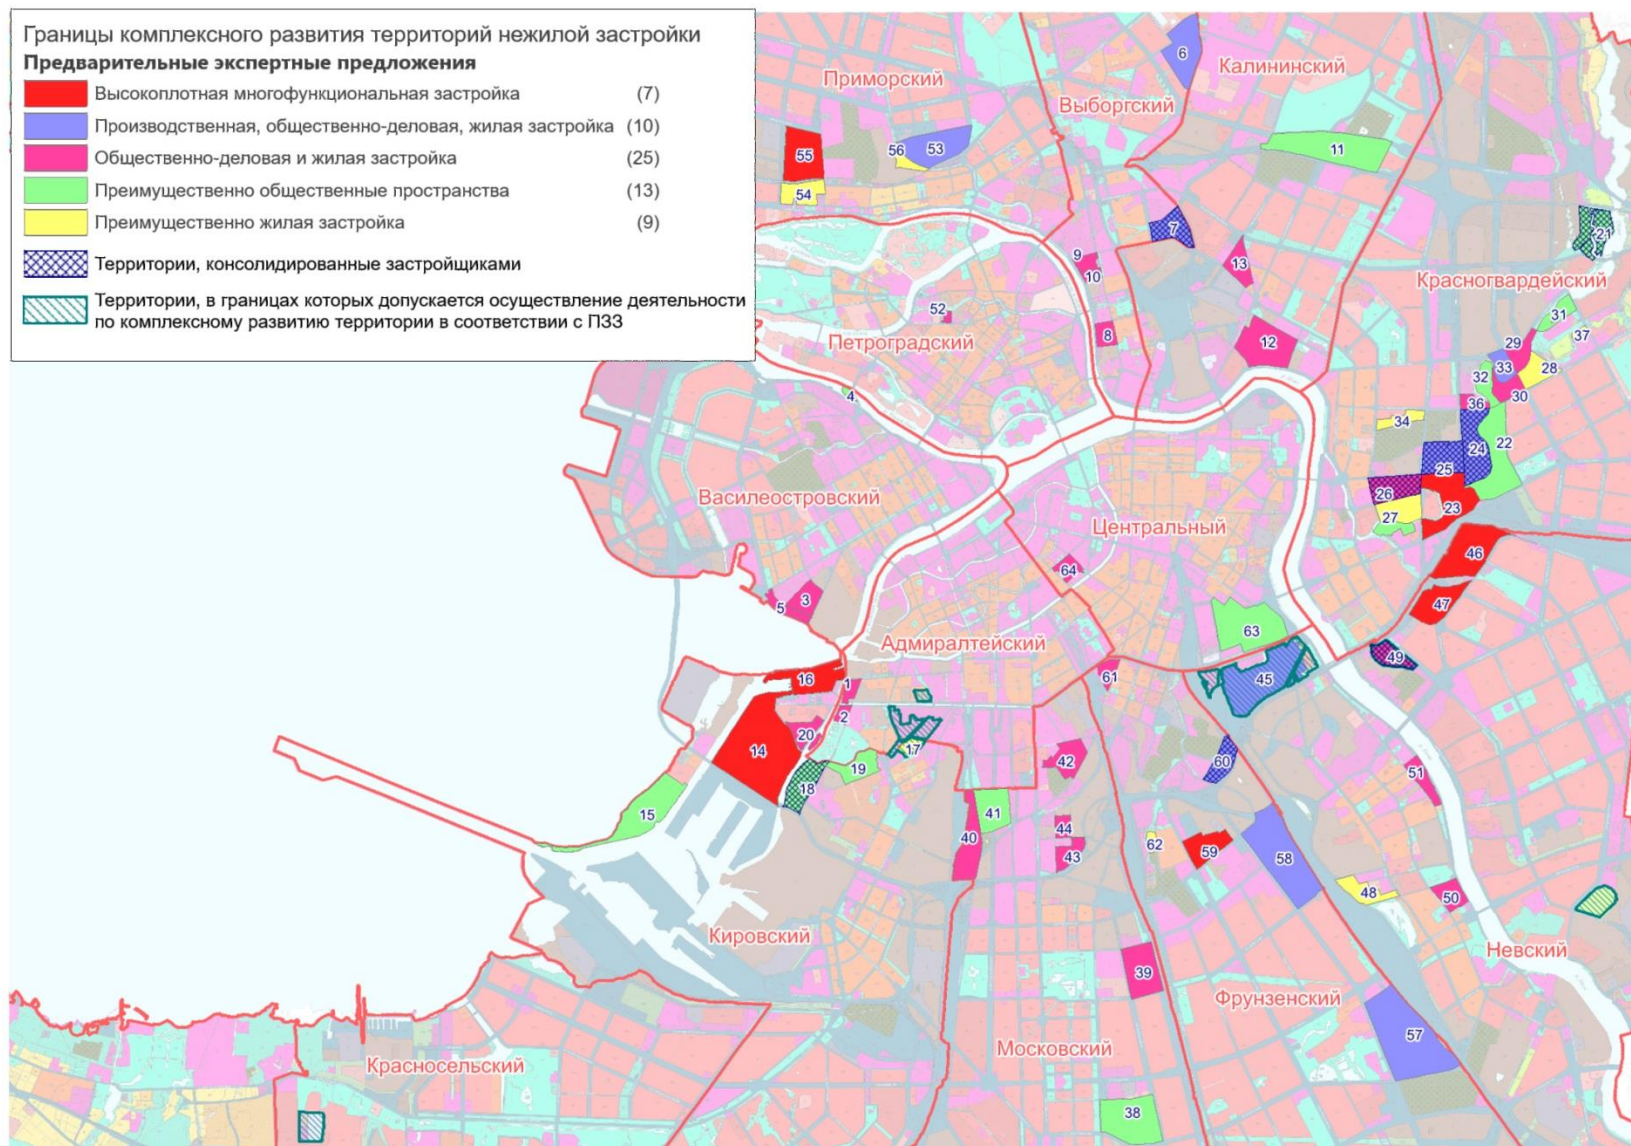 Границы комплексного развития территорий нежилой застройки
Предварительные экспертные предложения
Высокоплотная многофункциональная застройка (7)
Производственная, общественно-деловая, жилая застройка (10)
Общественно-деловая и жилая застройка (25)
Преимущественно общественные пространства (13)
Преимущественно жилая застройка (9)
Территории, консолидированные застройщиками
Территории, в границах которых допускается осуществление деятельности
по комплексному развитию территории в соответствии с ПЗЗ
6
Калининский
Приморский
Выборгский
55
56
53
11
54
7
21
9
10
13
Красногвардейский
52
8
12
31
37
29
Петроградский
33
28
32
30
4
36
34
22
24
25
26
27
23
Василеостровский
Центральный
46
64
47
5
3
63
Адмиралтейский
49
16
1
61
45
2
20
14
17
42
60
19
18
51
15
41
40
44
43
62
59
58
48
50
Кировский
Невский
39
Фрунзенский
57
Московский
Красносельский
38